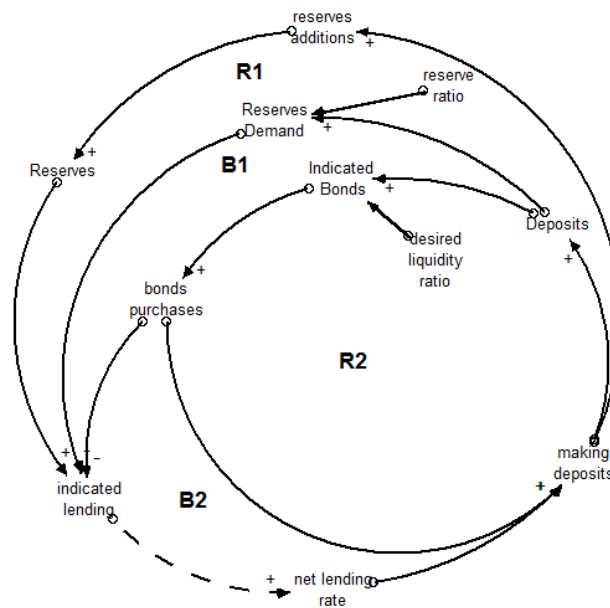 reserves
additions
+
R1
reserve
ratio
Reserves
Demand
+
+
Reserves
B1
Indicated
Bonds
+
Deposits
+
desired
liquidity
ratio
+
bonds
purchases
R2
making
deposits
+
+
-
-
indicated
lending
B2
+
+
net lending
rate